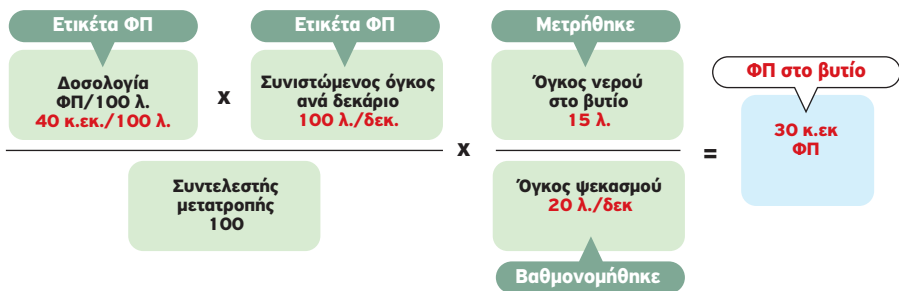 Ετικέτα ΦΠ
Δοσολογία
ΦΠ/100 λ.
40 κ.εκ./100 λ.
x
Ετικέτα ΦΠ
Συνιστώμενος όγκος
ανά δεκάριο
100 λ./δεκ.
Συντελεστής
μετατροπής
100
x
Μετρήθηκε
Όγκος νερού
στο βυτίο
15 λ.
Όγκος ψεκασμού
20 λ./δεκ
Βαθμονομήθηκε
=
ΦΠ στο βυτίο
30 κ.εκ
ΦΠ